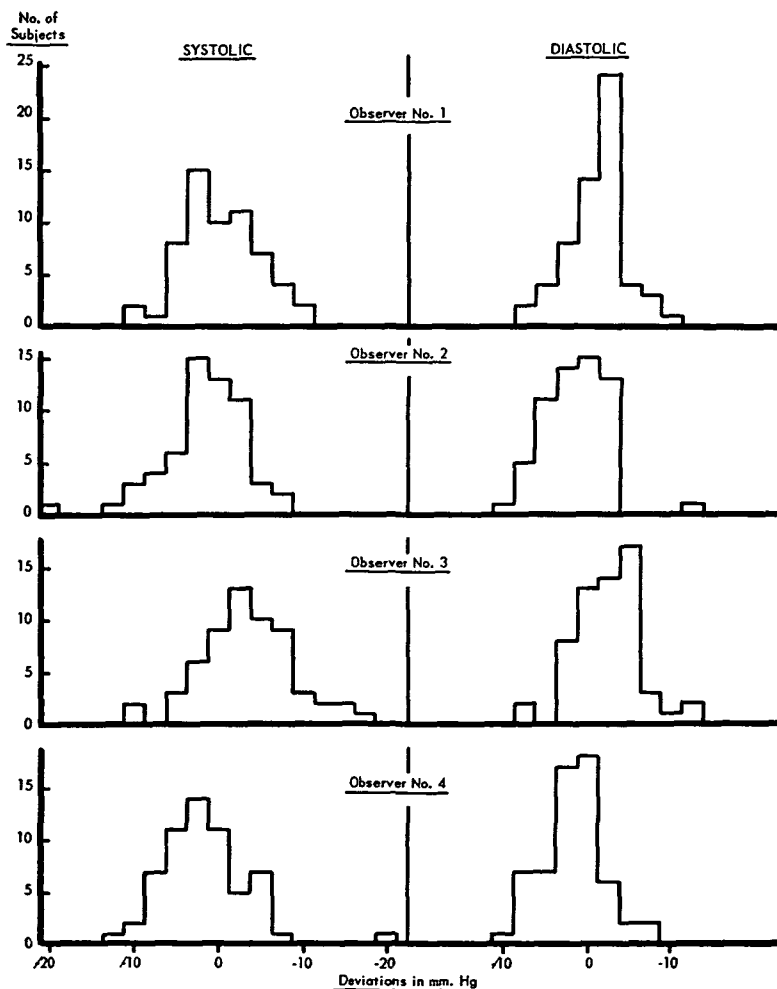 No. of
Subjects
SYSTOLIC
DIASTOLIC
25
20
15
10
5
0
Observer No. 1
15
10
5
0
Observer No. 2
15
10
5
0
Observer No. 3
15
10
5
0
Observer No. 4
/20 /10 0 -10 -20 /10 0 -10
Deviations in mm. Hg